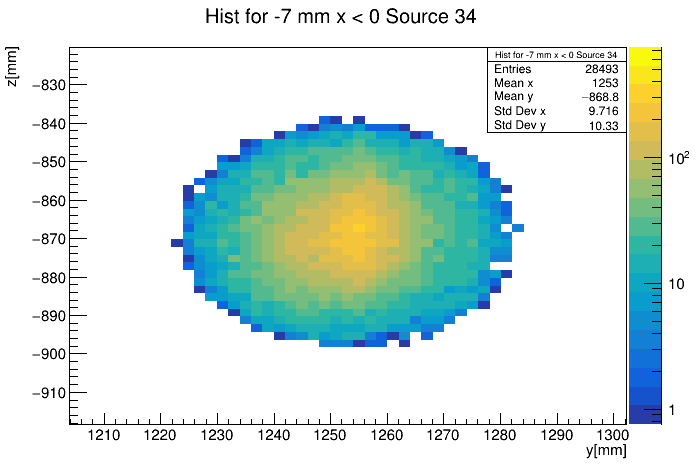 Hist for -7 mm x < 0 Source 34
z[mm]
Hist for -7 mm x < 0 Source 34
Entries 28493
Mean x 1253
Mean y −868.8
Std Dev x 9.716
Std Dev y 10.33
−830
−840
−850
−860
−870
−880
−890
−900
−910
10²
10
1
1210 1220 1230 1240 1250 1260 1270 1280 1290 1300
y[mm]